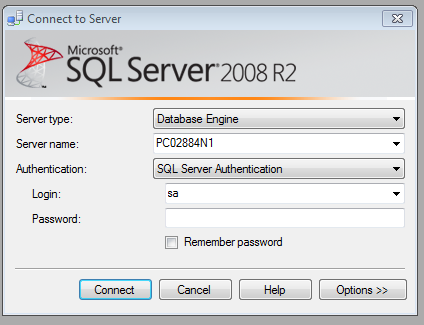 Connect to Server
Microsoft®
SQL Server® 2008 R2
Server type: Database Engine
Server name: PC02884N1
Authentication: SQL Server Authentication
Login: sa
Password:
Remember password
Connect Cancel Help Options >>